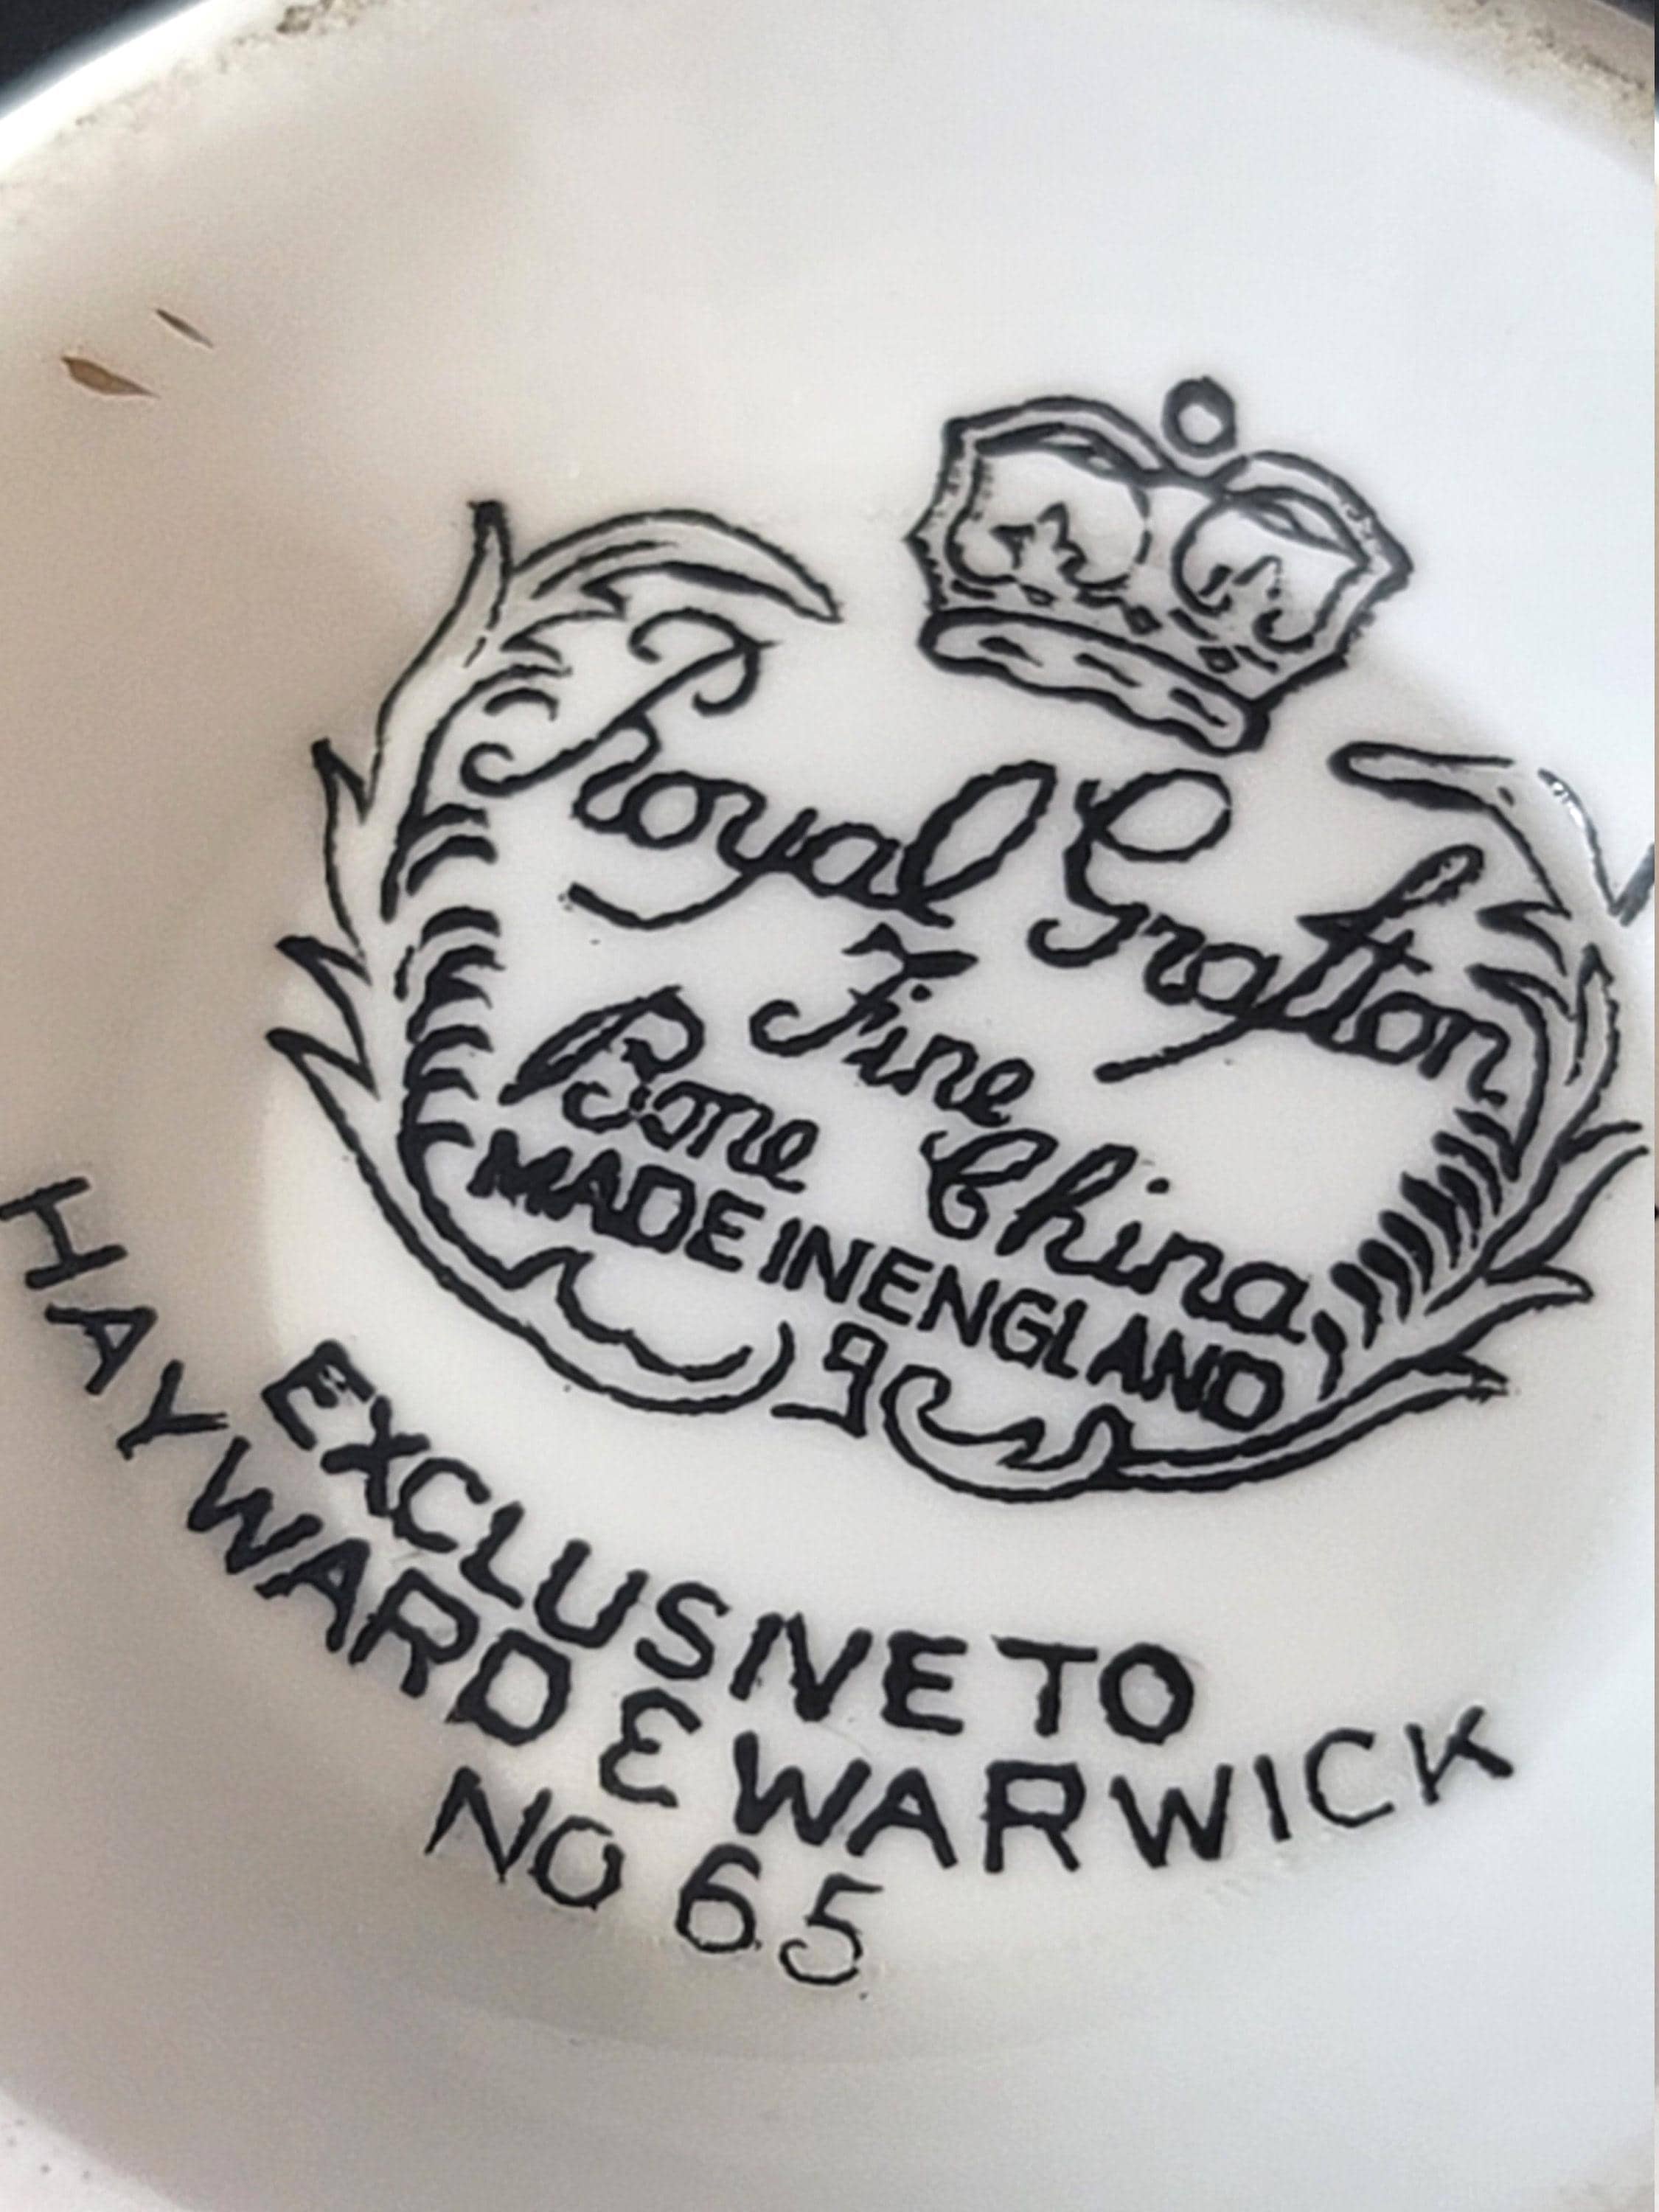 Royal Grafton
Fine
Bone China
MADE IN ENGLAND
EXCLUSIVE TO
HAYWARD & WARWICK
NO 65